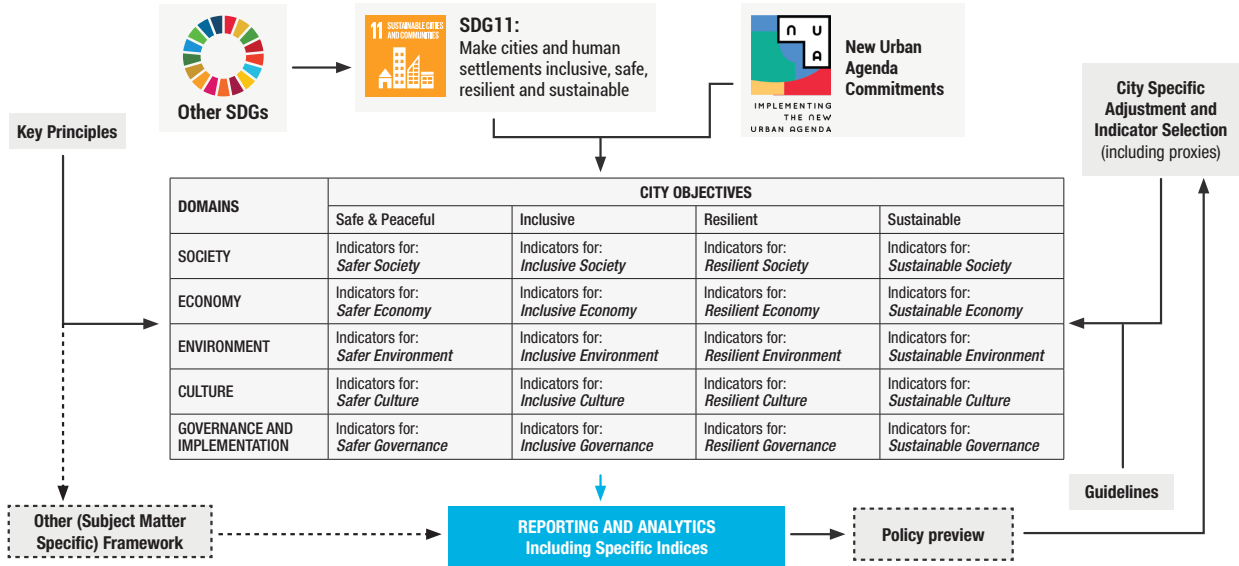 11 SUSTAINABLE CITIES
AND COMMUNITIES
SDG11:
Make cities and human
settlements inclusive, safe,
resilient and sustainable
Other SDGs
NUA
IMPLEMENTING
THE NEW
URBAN AGENDA
New Urban
Agenda
Commitments
City Specific
Adjustment and
Indicator Selection
(including proxies)
Key Principles
DOMAINS
CITY OBJECTIVES
Safe & Peaceful
Inclusive
Resilient
Sustainable
SOCIETY
Indicators for:
Safer Society
Indicators for:
Inclusive Society
Indicators for:
Resilient Society
Indicators for:
Sustainable Society
ECONOMY
Indicators for:
Safer Economy
Indicators for:
Inclusive Economy
Indicators for:
Resilient Economy
Indicators for:
Sustainable Economy
ENVIRONMENT
Indicators for:
Safer Environment
Indicators for:
Inclusive Environment
Indicators for:
Resilient Environment
Indicators for:
Sustainable Environment
CULTURE
Indicators for:
Safer Culture
Indicators for:
Inclusive Culture
Indicators for:
Resilient Culture
Indicators for:
Sustainable Culture
GOVERNANCE AND
IMPLEMENTATION
Indicators for:
Safer Governance
Indicators for:
Inclusive Governance
Indicators for:
Resilient Governance
Indicators for:
Sustainable Governance
Guidelines
Other (Subject Matter
Specific) Framework
REPORTING AND ANALYTICS
Including Specific Indices
Policy preview